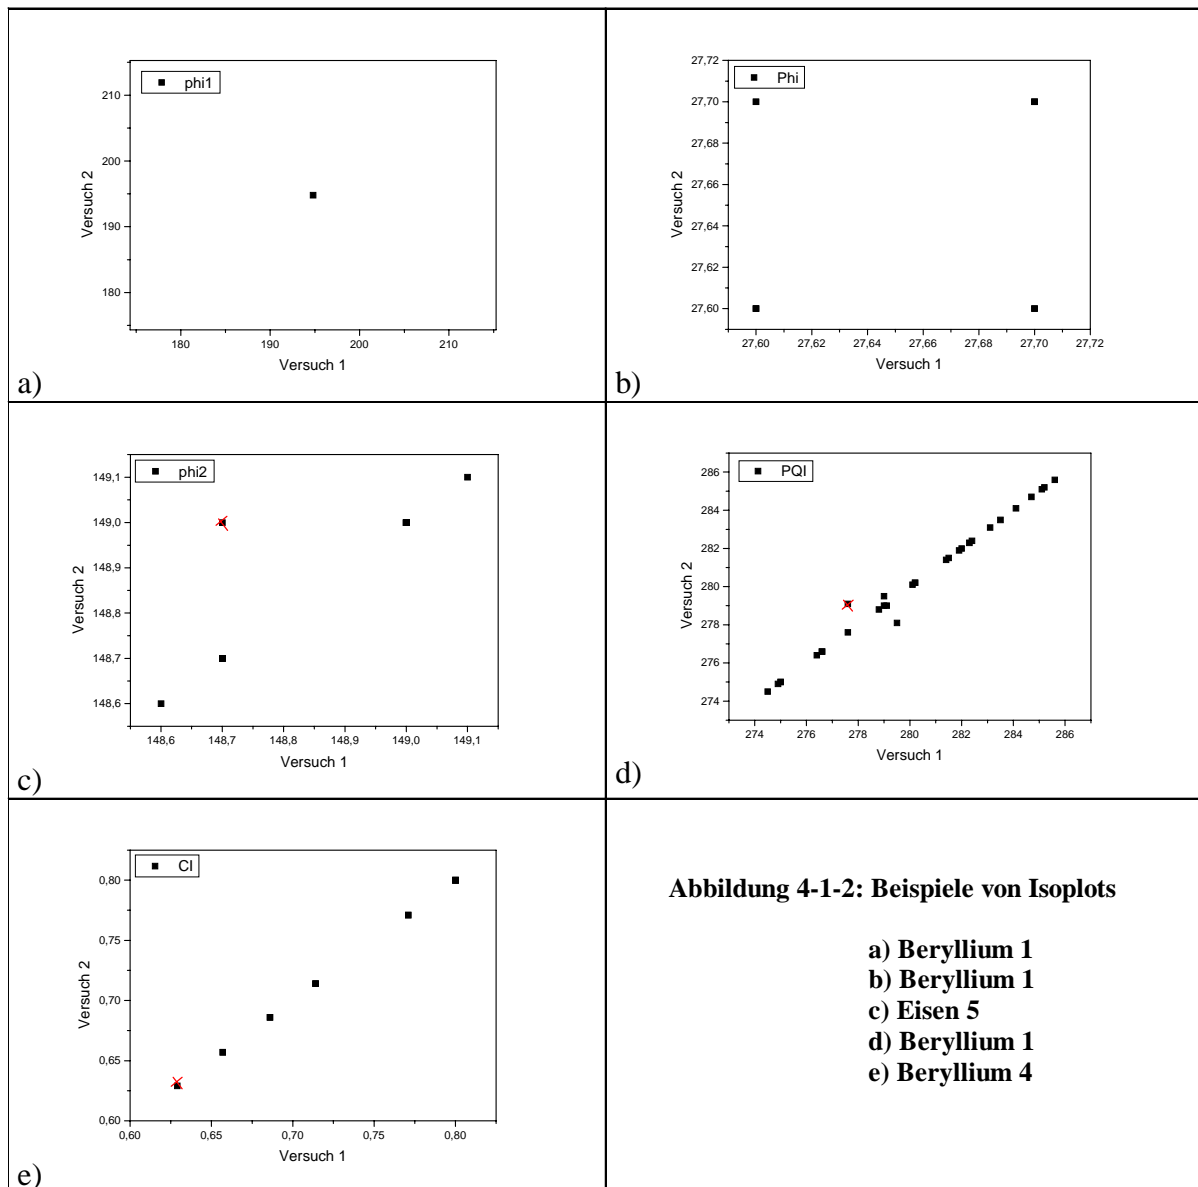 phi1
210
200
190
180
Versuch 2
180 190 200 210
Versuch 1
a)
Phi
27,72
27,70
27,68
27,66
27,64
27,62
27,60
Versuch 2
27,60 27,62 27,64 27,66 27,68 27,70 27,72
Versuch 1
b)
phi2
149,1
149,0
148,9
148,8
148,7
148,6
Versuch 2
148,6 148,7 148,8 148,9 149,0 149,1
Versuch 1
c)
PQI
286
284
282
280
278
276
274
Versuch 2
274 276 278 280 282 284 286
Versuch 1
d)
CI
0,80
0,75
0,70
0,65
0,60
Versuch 2
0,60 0,65 0,70 0,75 0,80
Versuch 1
e)
Abbildung 4-1-2: Beispiele von Isoplots
a) Beryllium 1
b) Beryllium 1
c) Eisen 5
d) Beryllium 1
e) Beryllium 4